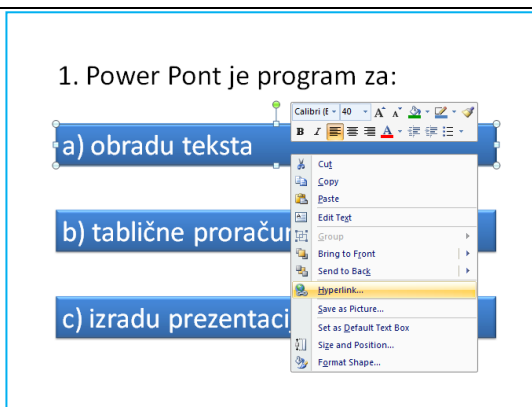 1. Power Pont je program za:
Calibri (E 40
a) obradu teksta
Cut
Copy
Paste
Edit Text
b) tablične proraču
Group
Bring to Front
Send to Back
Hyperlink...
c) izradu prezentacij
Save as Picture...
Set as Default Text Box
Size and Position...
Format Shape...